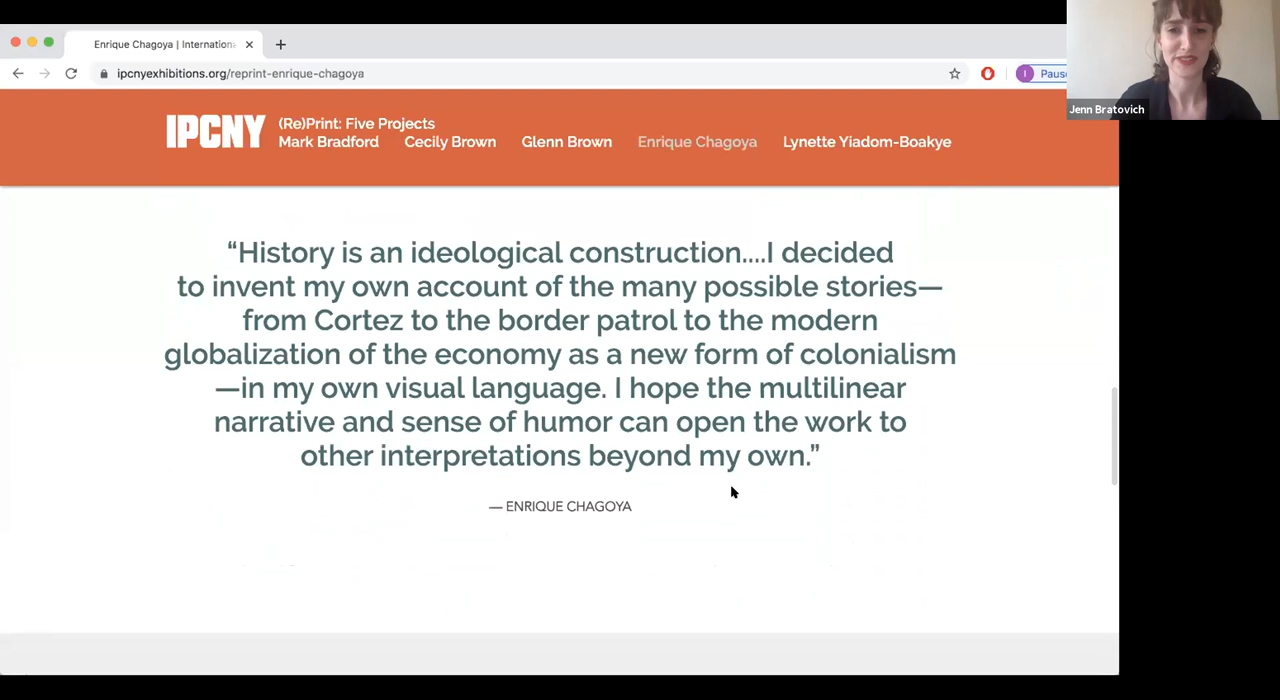 Enrique Chagoya | Internation
ipcnyexhibitions.org/reprint-enrique-chagoya
I
Pause
Jenn Bratovich
IPCNY
(Re)Print: Five Projects
Mark Bradford Cecily Brown Glenn Brown Enrique Chagoya Lynette Yiadom-Boakye
“History is an ideological construction....I decided
to invent my own account of the many possible stories—
from Cortez to the border patrol to the modern
globalization of the economy as a new form of colonialism
—in my own visual language. I hope the multilinear
narrative and sense of humor can open the work to
other interpretations beyond my own.”
— ENRIQUE CHAGOYA